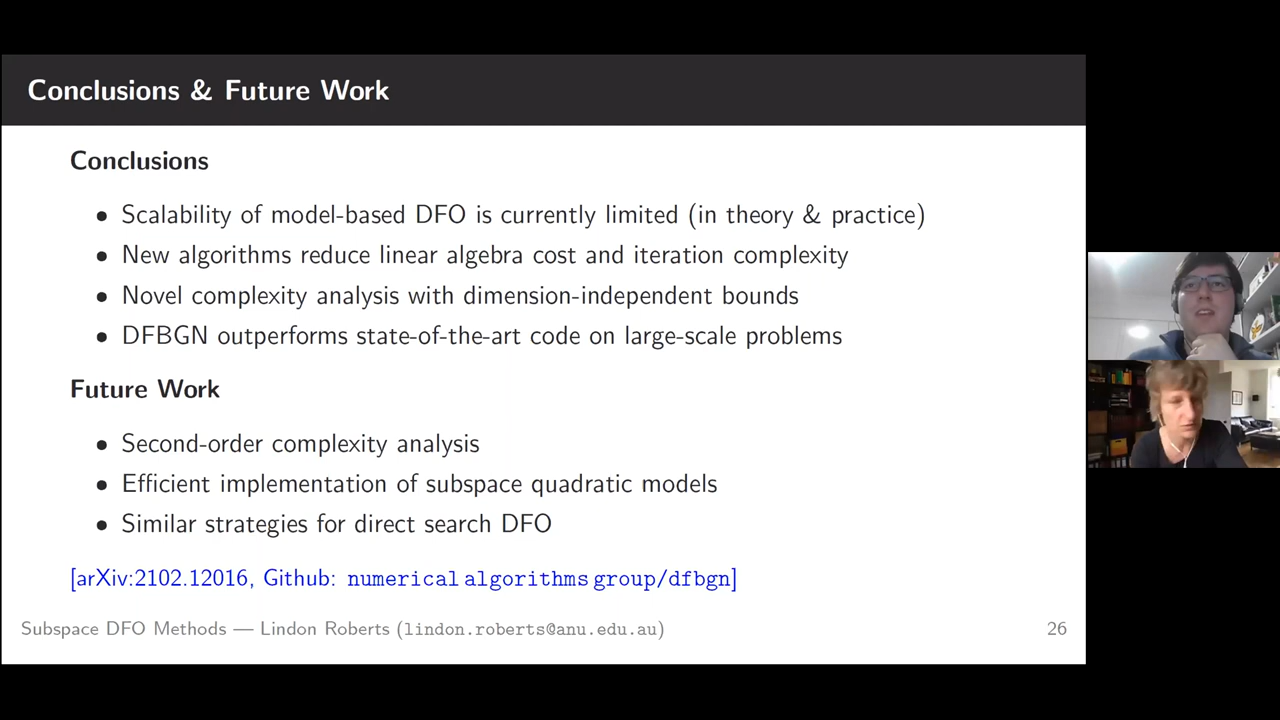 Conclusions & Future Work
Conclusions
• Scalability of model-based DFO is currently limited (in theory & practice)
• New algorithms reduce linear algebra cost and iteration complexity
• Novel complexity analysis with dimension-independent bounds
• DFBGN outperforms state-of-the-art code on large-scale problems
Future Work
• Second-order complexity analysis
• Efficient implementation of subspace quadratic models
• Similar strategies for direct search DFO
[arXiv:2102.12016, Github: numericalalgorithmsgroup/dfbgn]
Subspace DFO Methods — Lindon Roberts (lindon.roberts@anu.edu.au) 26